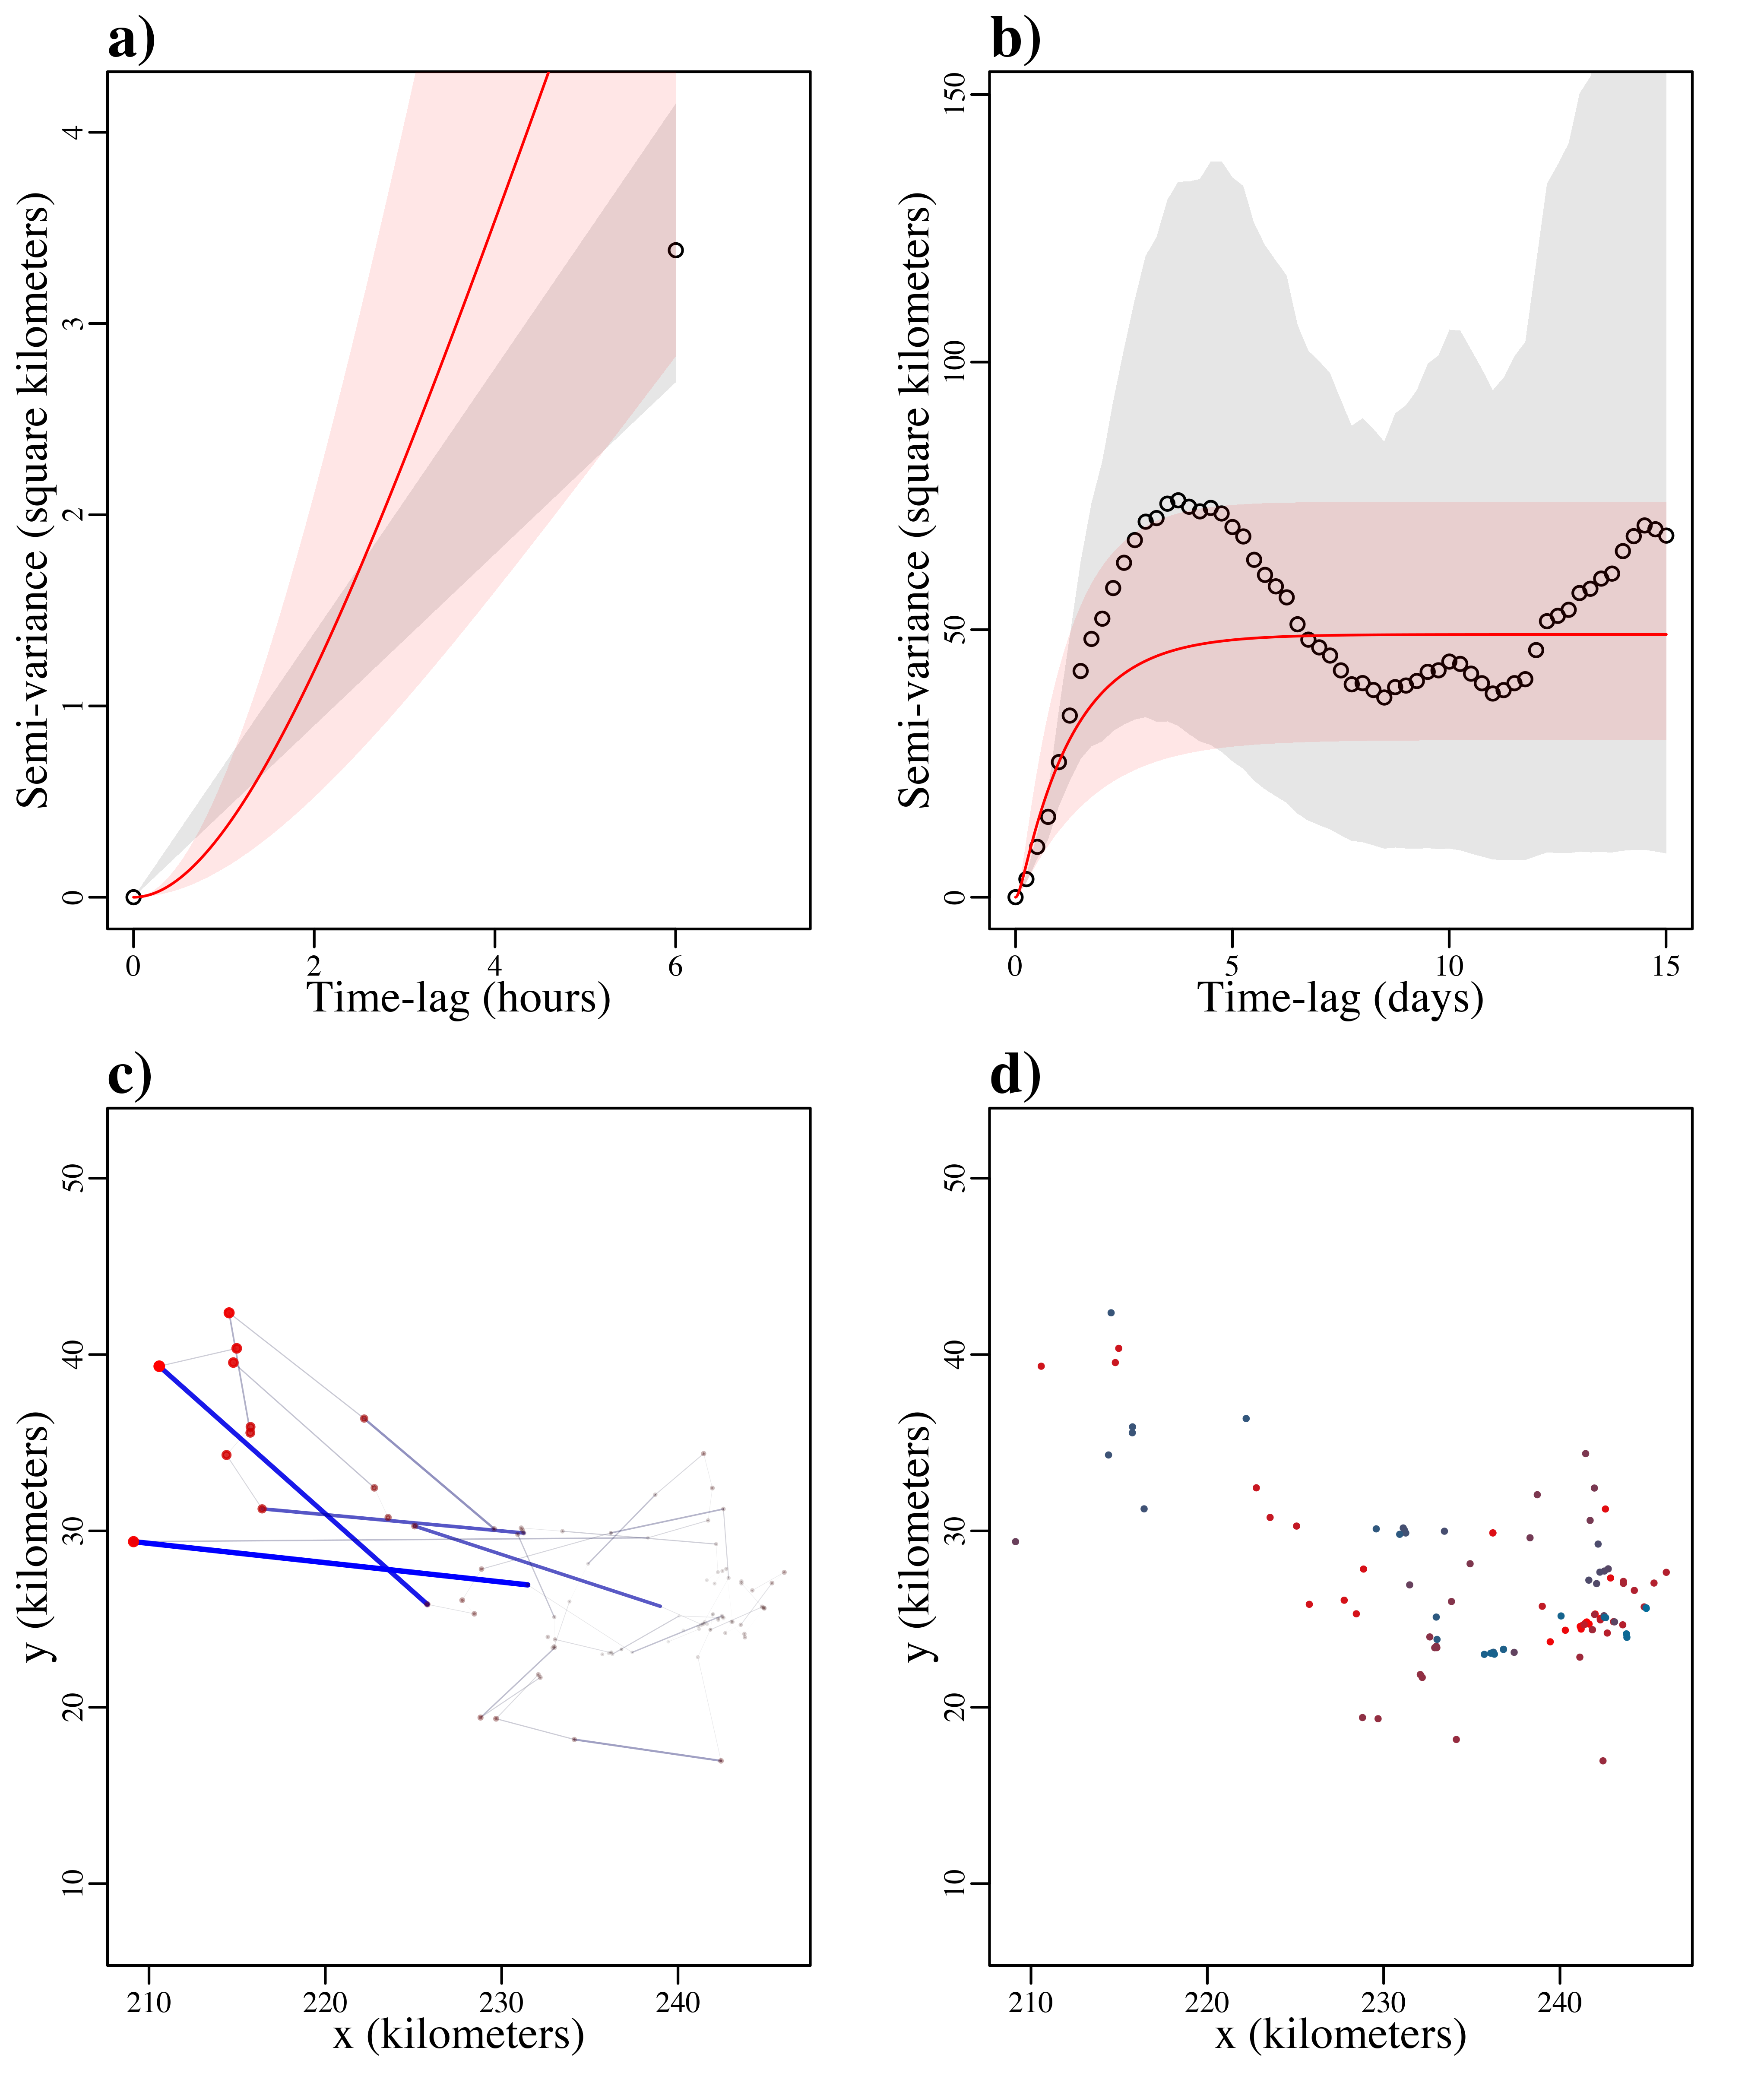 a)
4
3
2
1
0
Semi-variance (square kilometers)
0 2 4 6
Time-lag (hours)
b)
150
100
50
0
Semi-variance (square kilometers)
0 5 10 15
Time-lag (days)
c)
50
40
30
20
10
y (kilometers)
210 220 230 240
x (kilometers)
d)
50
40
30
20
10
y (kilometers)
210 220 230 240
x (kilometers)